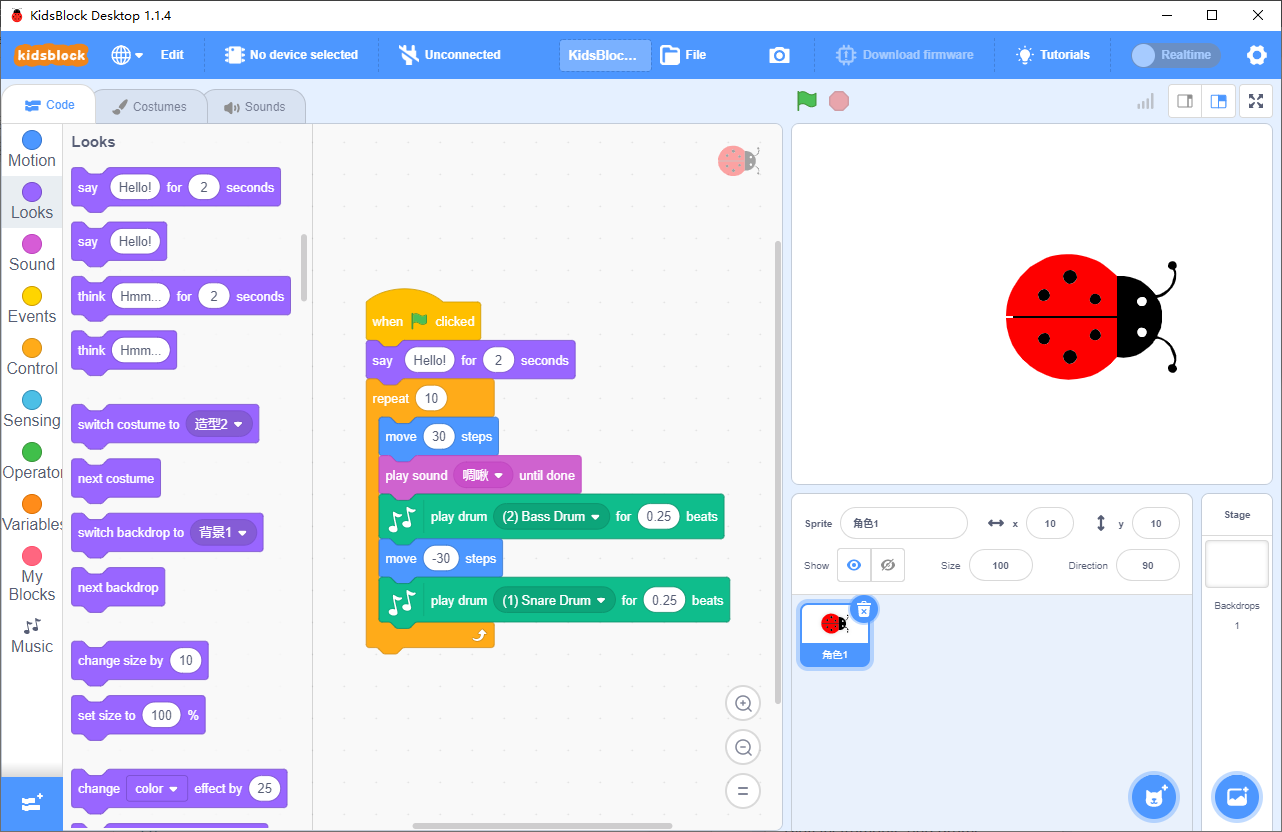 KidsBlock Desktop 1.1.4
kidsblock Edit No device selected Unconnected KidsBloc... File Download firmware Tutorials Realtime
Code Costumes Sounds
Motion
Looks
Sound
Events
Control
Sensing
Operator
Variables
My
Blocks
Music
Looks
say Hello! for 2 seconds
say Hello!
think Hmm... for 2 seconds
think Hmm...
switch costume to 造型2
next costume
switch backdrop to 背景1
next backdrop
change size by 10
set size to 100 %
change color effect by 25
when clicked
say Hello! for 2 seconds
repeat 10
move 30 steps
play sound 啁啾 until done
play drum (2) Bass Drum for 0.25 beats
move -30 steps
play drum (1) Snare Drum for 0.25 beats
Sprite 角色1 x 10 y 10
Show Size 100 Direction 90
角色1
Stage
Backdrops
1